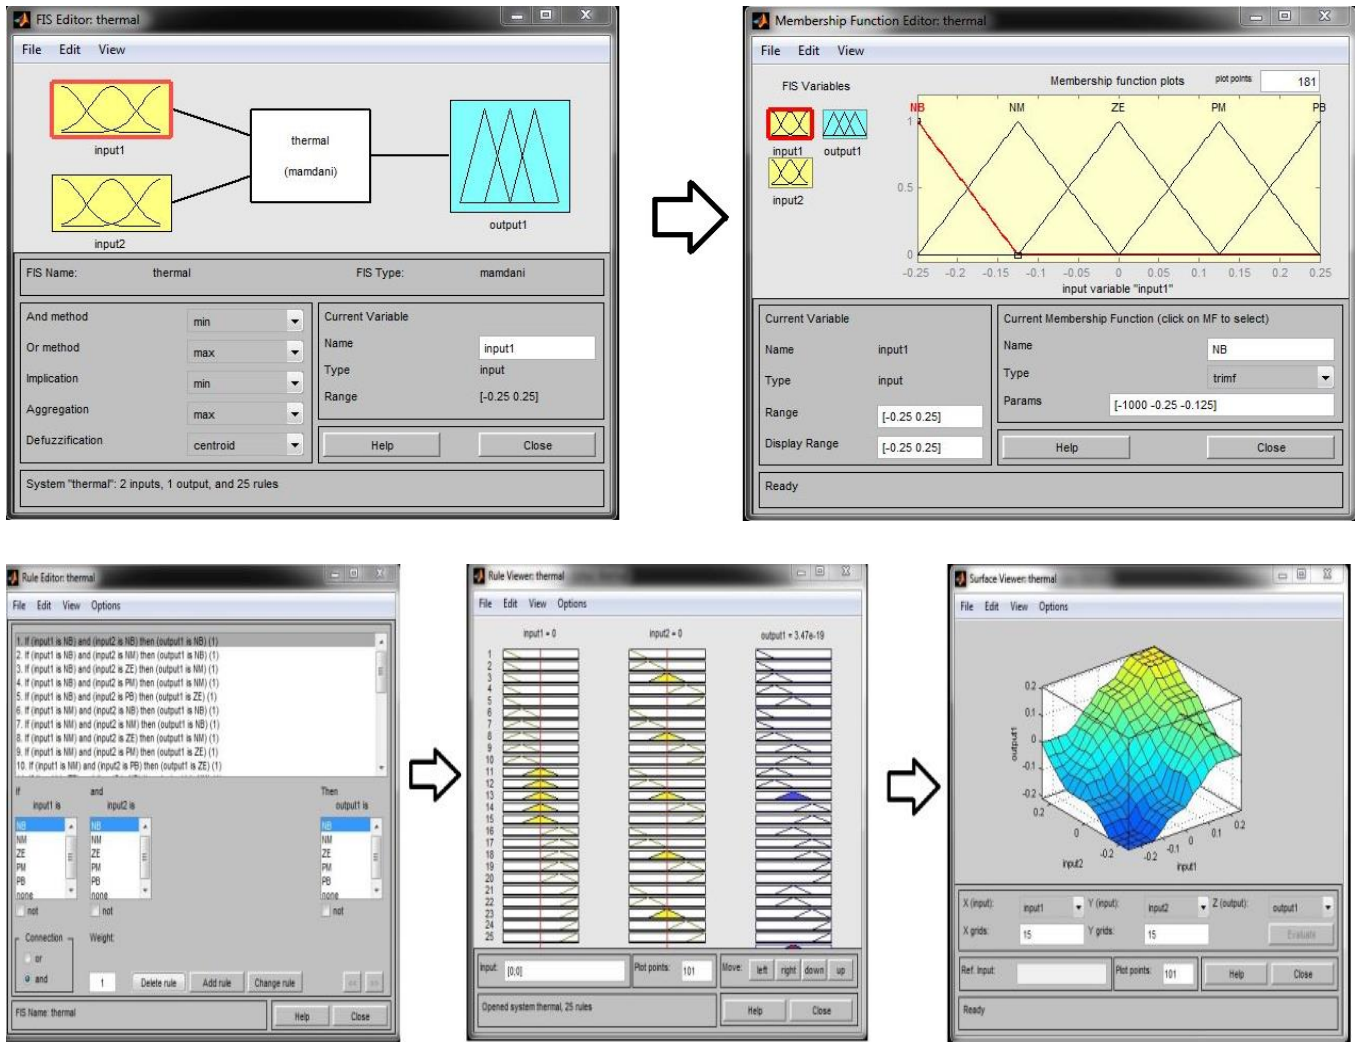 FIS Editor: thermal
File Edit View
input1
input2
thermal
(mamdani)
output1
FIS Name: thermal FIS Type: mamdani
And method min
Or method max
Implication min
Aggregation max
Defuzzification centroid
Current Variable
Name input1
Type input
Range [-0.25 0.25]
Help Close
System "thermal": 2 inputs, 1 output, and 25 rules
Membership Function Editor: thermal
File Edit View
FIS Variables
input1 output1
input2
Membership function plots plot points: 181
NB NM ZE PM PB
1
0.5
0
-0.25 -0.2 -0.15 -0.1 -0.05 0 0.05 0.1 0.15 0.2 0.25
input variable "input1"
Current Variable
Name input1
Type input
Range [-0.25 0.25]
Display Range [-0.25 0.25]
Current Membership Function (click on MF to select)
Name NB
Type trimf
Params [-1000 -0.25 -0.125]
Help Close
Ready
Rule Editor: thermal
File Edit View Options
1. If (input1 is NB) and (input2 is NB) then (output1 is NB) (1)
2. If (input1 is NB) and (input2 is NM) then (output1 is NB) (1)
3. If (input1 is NB) and (input2 is ZE) then (output1 is NM) (1)
4. If (input1 is NB) and (input2 is PM) then (output1 is NM) (1)
5. If (input1 is NB) and (input2 is PB) then (output1 is ZE) (1)
6. If (input1 is NM) and (input2 is NB) then (output1 is NB) (1)
7. If (input1 is NM) and (input2 is NM) then (output1 is NB) (1)
8. If (input1 is NM) and (input2 is ZE) then (output1 is NM) (1)
9. If (input1 is NM) and (input2 is PM) then (output1 is ZE) (1)
10. If (input1 is NM) and (input2 is PB) then (output1 is ZE) (1)
If and Then
input1 is input2 is output1 is
NB NB NB
NM NM NM
ZE ZE ZE
PM PM PM
PB PB PB
none none none
not not not
Connection Weight:
or
and 1 Delete rule Add rule Change rule << >>
FIS Name: thermal Help Close
Rule Viewer: thermal
File Edit View Options
input1 = 0 input2 = 0 output1 = 3.47e-19
1
2
3
4
5
6
7
8
9
10
11
12
13
14
15
16
17
18
19
20
21
22
23
24
25
Input: [0;0] Plot points: 101 Move: left right down up
Opened system thermal, 25 rules Help Close
Surface Viewer: thermal
File Edit View Options
0.2
0.1
0
-0.1
-0.2
output1
0.2 0 -0.2
input2
-0.2 -0.1 0 0.1 0.2
input1
X (input): input1 Y (input): input2 Z (output): output1
X grids: 15 Y grids: 15 Evaluate
Ref. Input: Plot points: 101 Help Close
Ready